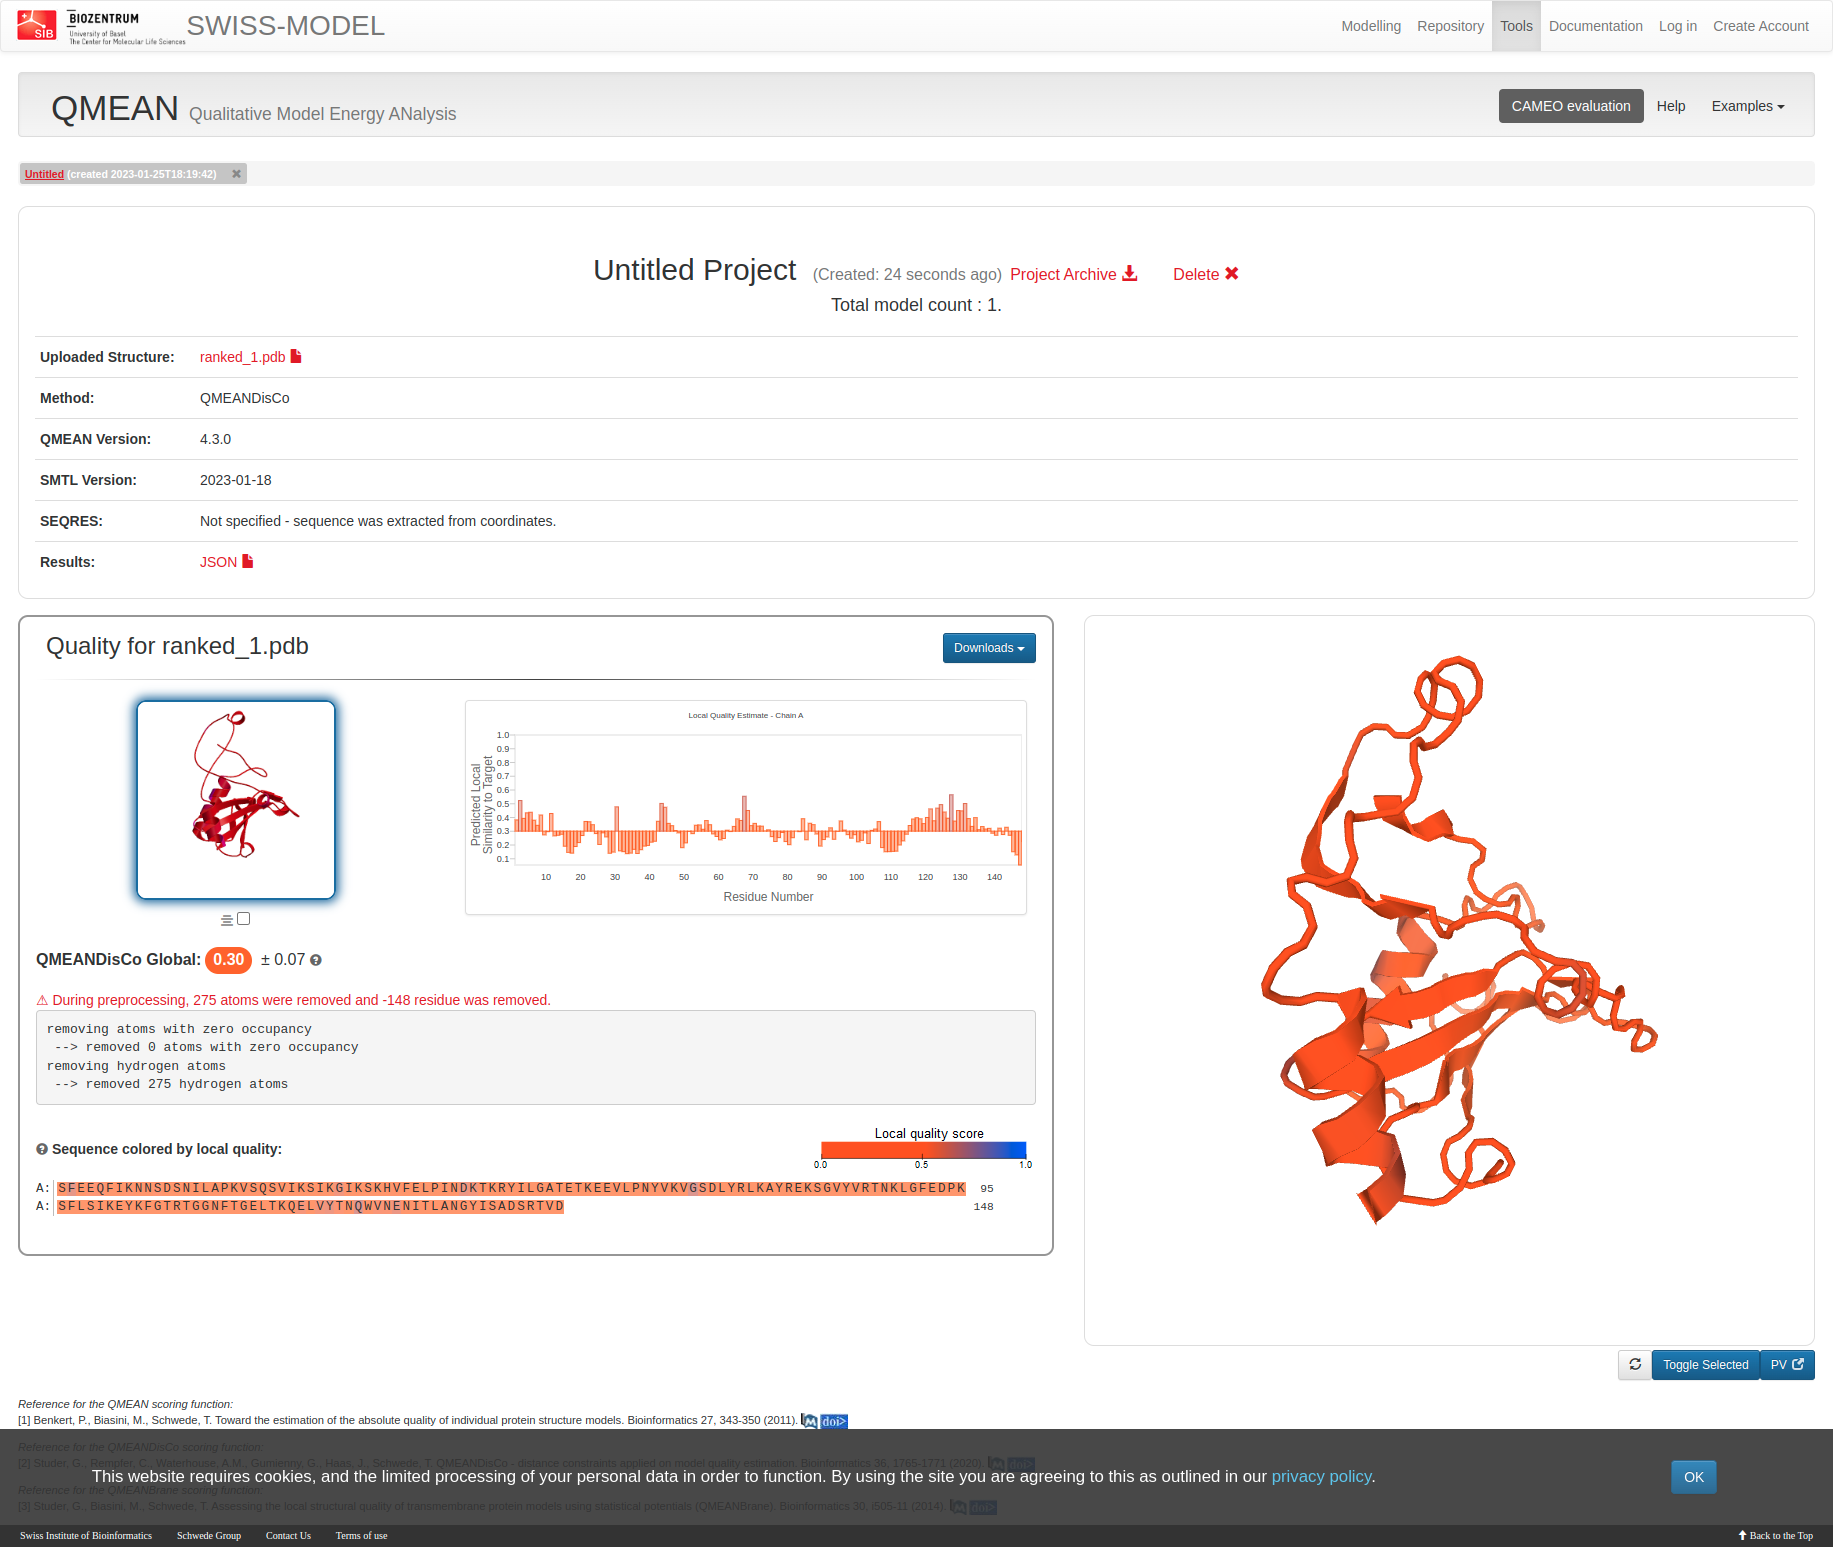 SIB
BIOZENTRUM
University of Basel
The Center for Molecular Life Sciences
SWISS-MODEL
Modelling Repository Tools Documentation Log in Create Account
QMEAN Qualitative Model Energy ANalysis
CAMEO evaluation Help Examples
Untitled (created 2023-01-25T18:19:42) ✖
Untitled Project (Created: 24 seconds ago) Project Archive Delete ✖
Total model count : 1.
Uploaded Structure: ranked_1.pdb
Method: QMEANDisCo
QMEAN Version: 4.3.0
SMTL Version: 2023-01-18
SEQRES: Not specified - sequence was extracted from coordinates.
Results: JSON
Quality for ranked_1.pdb
Downloads
Local Quality Estimate - Chain A
Predicted Local
Similarity to Target
1.0
0.9
0.8
0.7
0.6
0.5
0.4
0.3
0.2
0.1
10 20 30 40 50 60 70 80 90 100 110 120 130 140
Residue Number
QMEANDisCo Global: 0.30 ± 0.07
⚠ During preprocessing, 275 atoms were removed and -148 residue was removed.
removing atoms with zero occupancy
--> removed 0 atoms with zero occupancy
removing hydrogen atoms
--> removed 275 hydrogen atoms
Local quality score
0.0 0.5 1.0
Sequence colored by local quality:
A: SFEEQFIKNNSDSNILAPKVSQSVIKSIKGIKSKHVFELPINDKTKRYILGATETKEEVLPNYVKVGSDLYRLKAYREKSGVYVRTNKLGFEDPK 95
A: SFLSIKEYKFGTRTGGNFTGELTKQELVYTNQWVNENITLANGYISADSRTVD 148
Toggle Selected PV
Reference for the QMEAN scoring function:
[1] Benkert, P., Biasini, M., Schwede, T. Toward the estimation of the absolute quality of individual protein structure models. Bioinformatics 27, 343-350 (2011). doi>
Reference for the QMEANDisCo scoring function:
[2] Studer, G., Rempfer, C., Waterhouse, A.M., Gumienny, G., Haas, J., Schwede, T. QMEANDisCo - distance constraints applied on model quality estimation. Bioinformatics 36, 1765-1771 (2020). doi>
This website requires cookies, and the limited processing of your personal data in order to function. By using the site you are agreeing to this as outlined in our privacy policy.
OK
Reference for the QMEANBrane scoring function:
[3] Studer, G., Biasini, M., Schwede, T. Assessing the local structural quality of transmembrane protein models using statistical potentials (QMEANBrane). Bioinformatics 30, i505-11 (2014). doi>
Swiss Institute of Bioinformatics Schwede Group Contact Us Terms of use Back to the Top